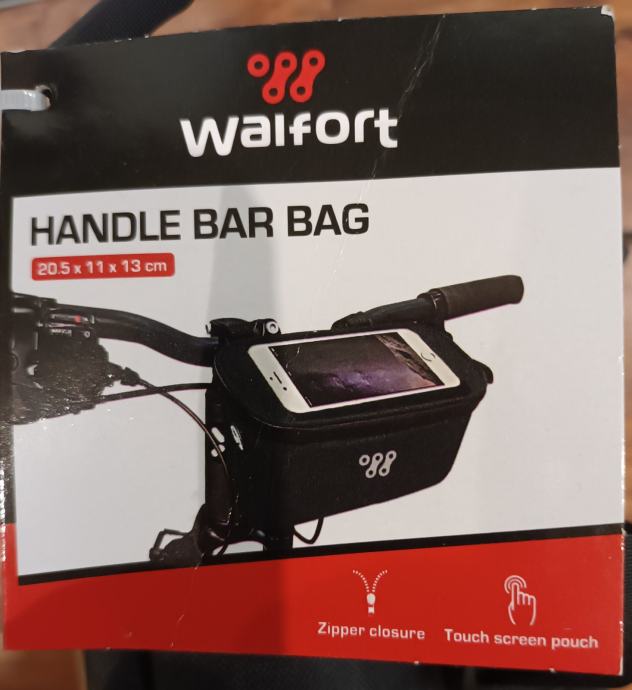 Walfort
HANDLE BAR BAG
20.5 x 11 x 13 cm
Zipper closure
Touch screen pouch